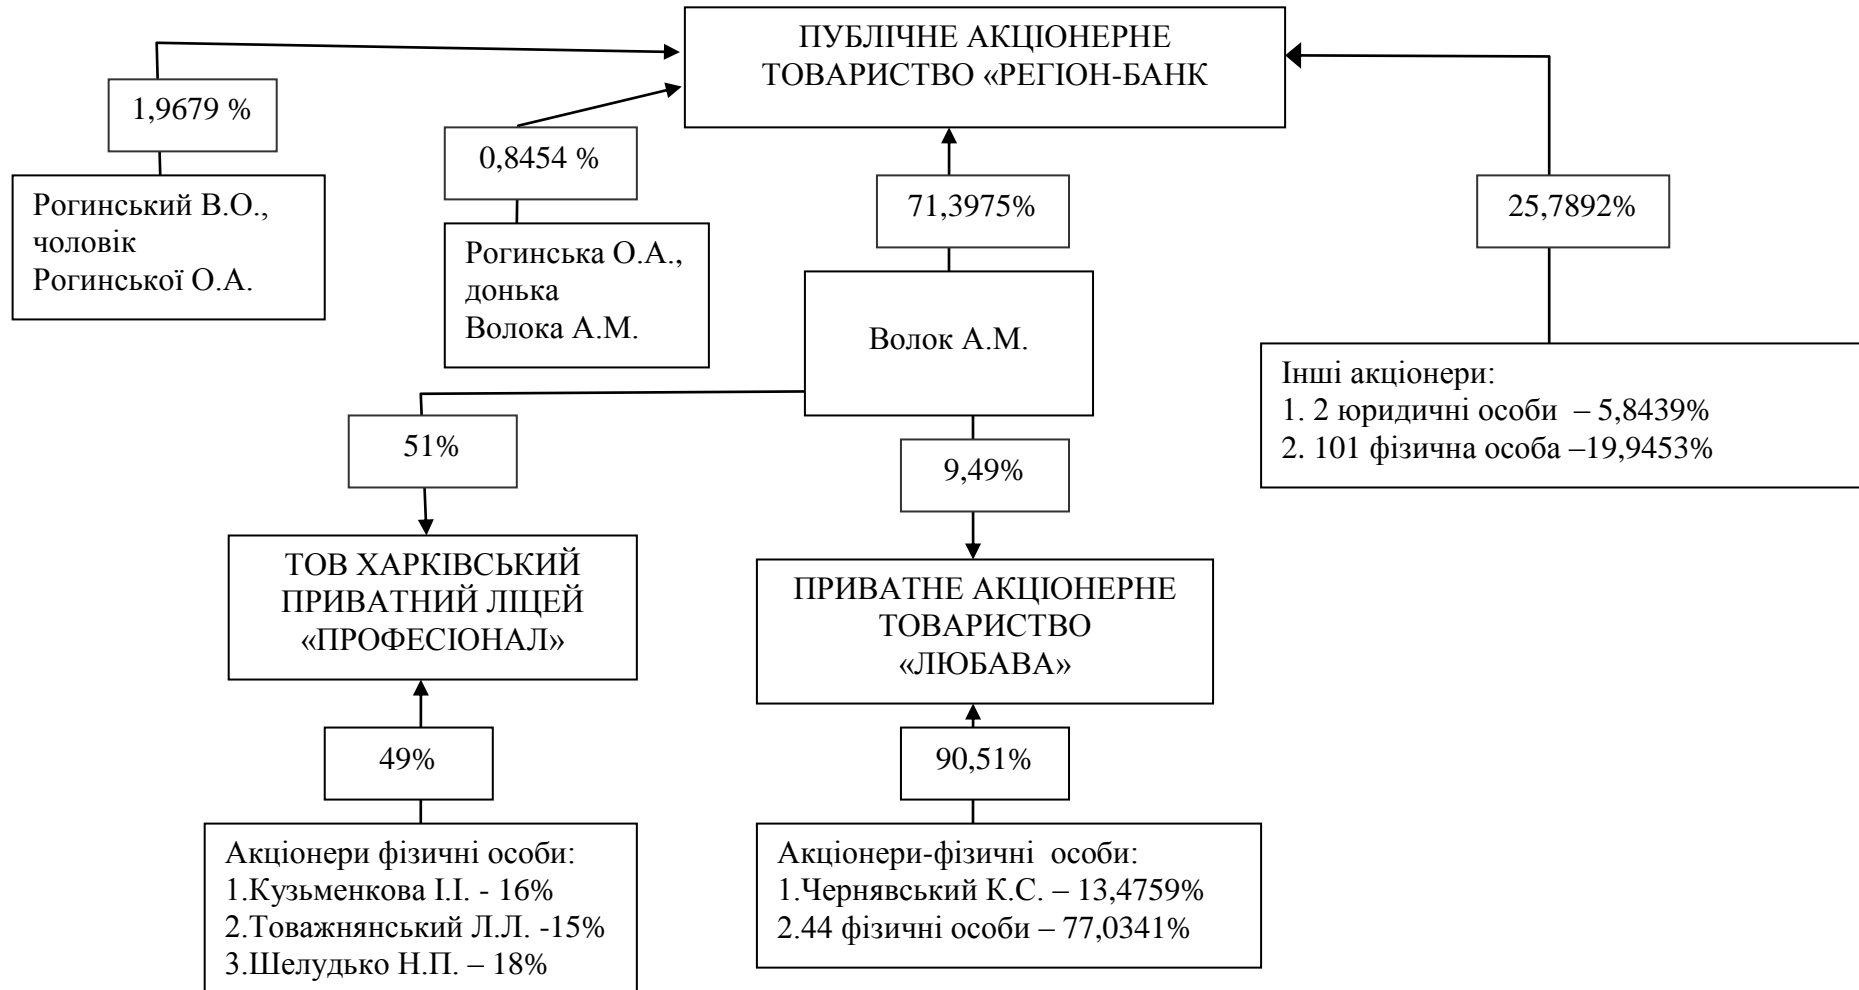 ПУБЛІЧНЕ АКЦІОНЕРНЕ
ТОВАРИСТВО «РЕГІОН-БАНК
1,9679 %
0,8454 %
71,3975%
25,7892%
Рогинський В.О.,
чоловік
Рогинської О.А.
Рогинська О.А.,
донька
Волока А.М.
Волок А.М.
Інші акціонери:
1. 2 юридичні особи – 5,8439%
2. 101 фізична особа –19,9453%
51%
9,49%
ТОВ ХАРКІВСЬКИЙ
ПРИВАТНИЙ ЛІЦЕЙ
«ПРОФЕСІОНАЛ»
ПРИВАТНЕ АКЦІОНЕРНЕ
ТОВАРИСТВО
«ЛЮБАВА»
49%
90,51%
Акціонери фізичні особи:
1.Кузьменкова І.І. - 16%
2.Товажнянський Л.Л. -15%
3.Шелудько Н.П. – 18%
Акціонери-фізичні особи:
1.Чернявський К.С. – 13,4759%
2.44 фізичні особи – 77,0341%